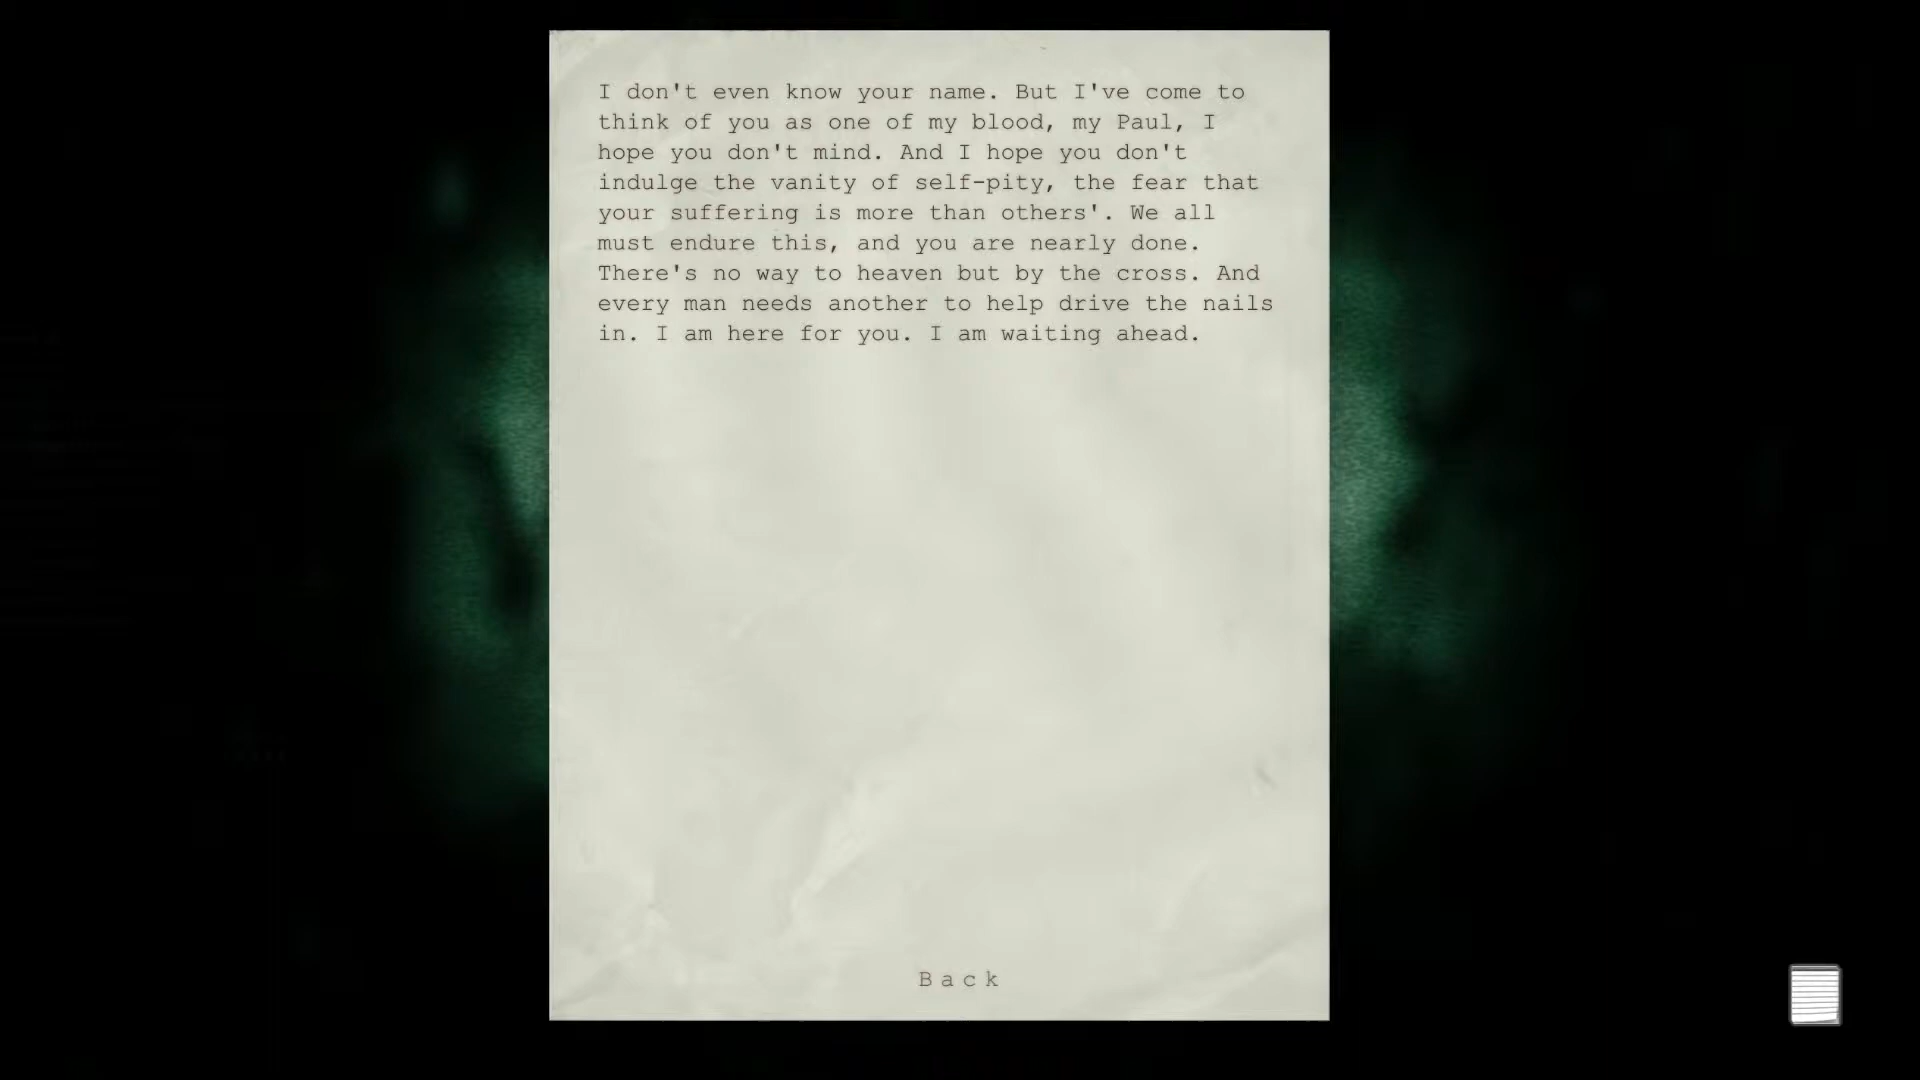 I don't even know your name. But I've come to
think of you as one of my blood, my Paul, I
hope you don't mind. And I hope you don't
indulge the vanity of self-pity, the fear that
your suffering is more than others'. We all
must endure this, and you are nearly done.
There's no way to heaven but by the cross. And
every man needs another to help drive the nails
in. I am here for you. I am waiting ahead.
Back